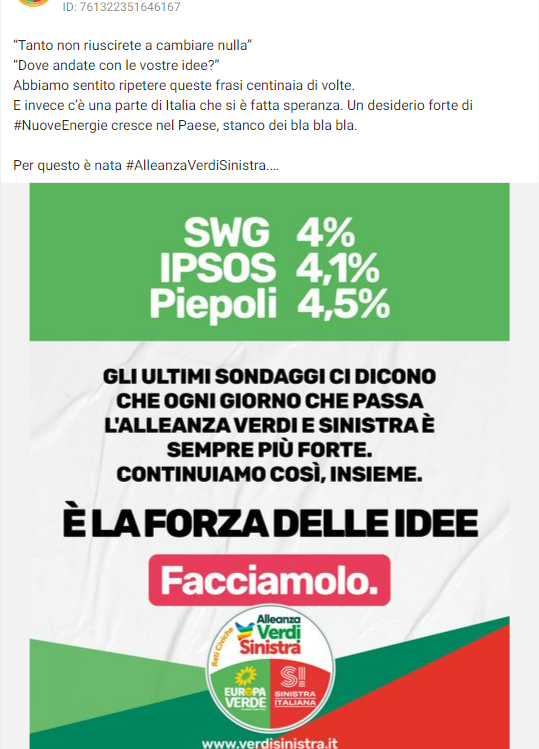 ID: 761322351646167
“Tanto non riuscirete a cambiare nulla”
“Dove andate con le vostre idee?”
Abbiamo sentito ripetere queste frasi centinaia di volte.
E invece c’è una parte di Italia che si è fatta speranza. Un desiderio forte di
#NuoveEnergie cresce nel Paese, stanco dei bla bla bla.
Per questo è nata #AlleanzaVerdiSinistra....
SWG 4%
IPSOS 4,1%
Piepoli 4,5%
GLI ULTIMI SONDAGGI CI DICONO
CHE OGNI GIORNO CHE PASSA
L'ALLEANZA VERDI E SINISTRA È
SEMPRE PIÙ FORTE.
CONTINUIAMO COSÌ, INSIEME.
È LA FORZA DELLE IDEE
Facciamolo.
Alleanza
Verdi
Sinistra
Reti Civiche
EUROPA
VERDE
S!
SINISTRA
ITALIANA
www.verdisinistra.it